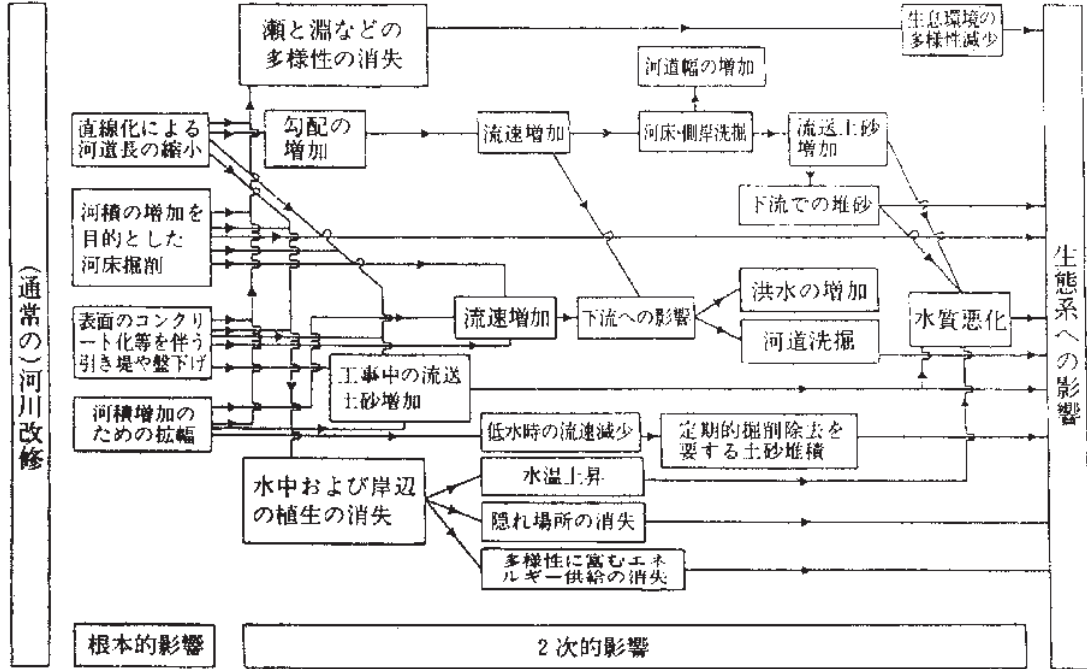 (通常の)河川改修
瀬と淵などの
多様性の消失
生息環境の
多様性減少
河道幅の増加
直線化による
河道長の縮小
勾配の
増加
流速増加
河床・側岸洗掘
流送土砂
増加
下流での堆砂
河積の増加を
目的とした
河床掘削
表面のコンクリ
ート化等を伴う
引き堤や盤下げ
流速増加
下流への影響
洪水の増加
河道洗掘
水質悪化
工事中の流送
土砂増加
河積増加の
ための拡幅
低水時の流速減少
定期的掘削除去を
要する土砂堆積
水中および岸辺
の植生の消失
水温上昇
隠れ場所の消失
多様性に富むエネ
ルギー供給の消失
生態系への影響
根本的影響
2次的影響